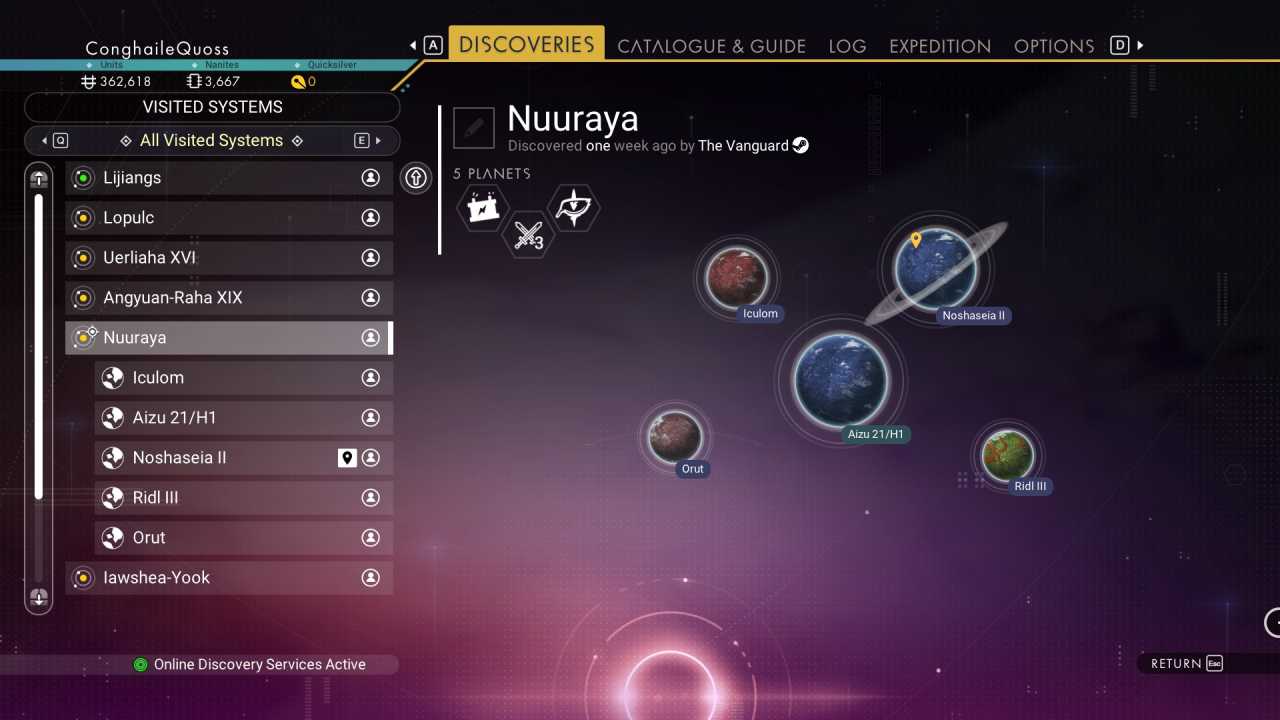 ConghaileQuoss
Units Nanites Quicksilver
362,618 3,667 0
A DISCOVERIES CATALOGUE & GUIDE LOG EXPEDITION OPTIONS D
VISITED SYSTEMS
Q All Visited Systems E
Lijiangs
Lopulc
Uerliaha XVI
Angyuan-Raha XIX
Nuuraya
Iculom
Aizu 21/H1
Noshaseia II
Ridl III
Orut
Iawshea-Yook
Online Discovery Services Active
Nuuraya
Discovered one week ago by The Vanguard
5 PLANETS
3
Iculom
Noshaseia II
Aizu 21/H1
Orut
Ridl III
RETURN Esc